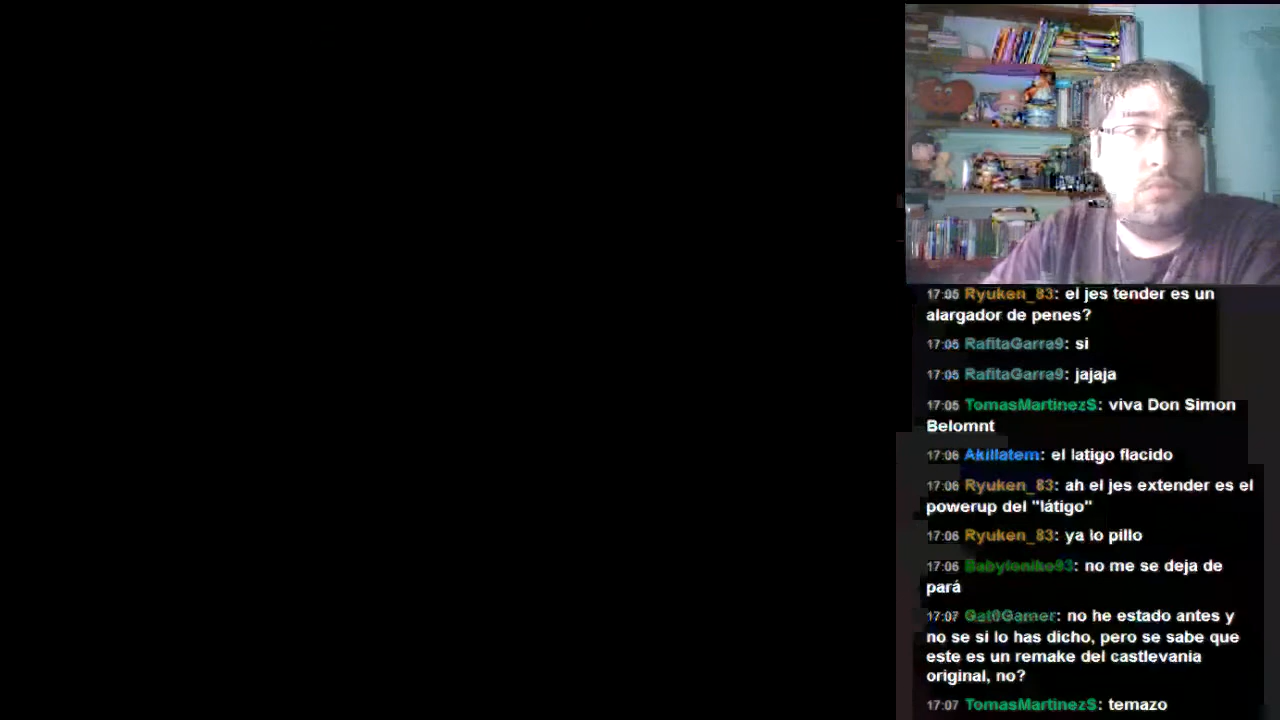 17:05 Ryuken_83: el jes tender es un
alargador de penes?
17:05 RafitaGarra9: si
17:05 RafitaGarra9: jajaja
17:05 TomasMartinezS: viva Don Simon
Belomnt
17:06 Akillatem: el latigo flacido
17:06 Ryuken_83: ah el jes extender es el
powerup del "látigo"
17:06 Ryuken_83: ya lo pillo
17:06 Babyloniko93: no me se deja de
pará
17:07 Gat0Gamer: no he estado antes y
no se si lo has dicho, pero se sabe que
este es un remake del castlevania
original, no?
17:07 TomasMartinezS: temazo